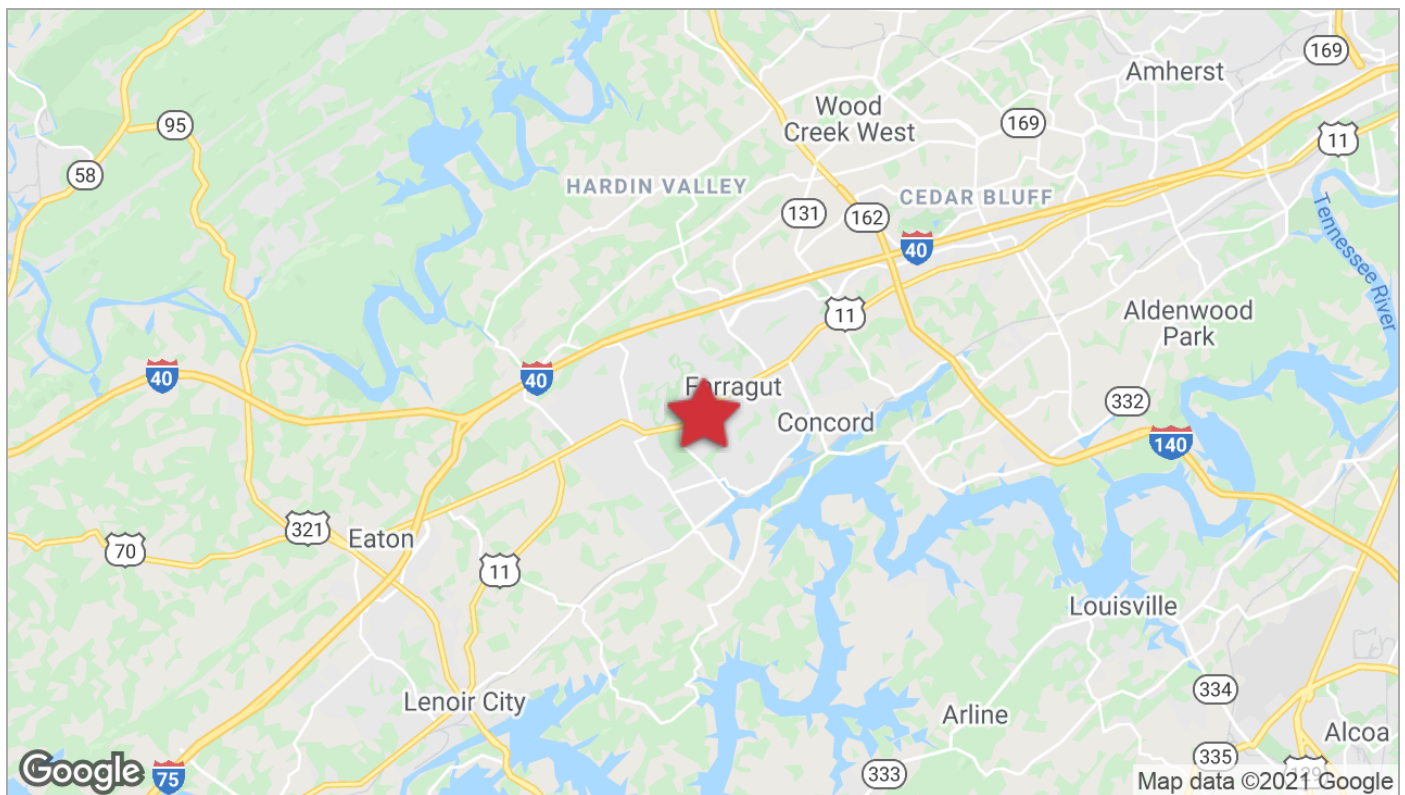 169
Amherst
Wood
Creek West
169
11
95
58
HARDIN VALLEY
CEDAR BLUFF
131
162
Tennessee River
40
11
Aldenwood
Park
40
40
Farragut
332
Concord
140
321
Eaton
70
11
Louisville
334
Lenoir City
Arline
Alcoa
335
Google
75
333
129
Map data ©2021 Google